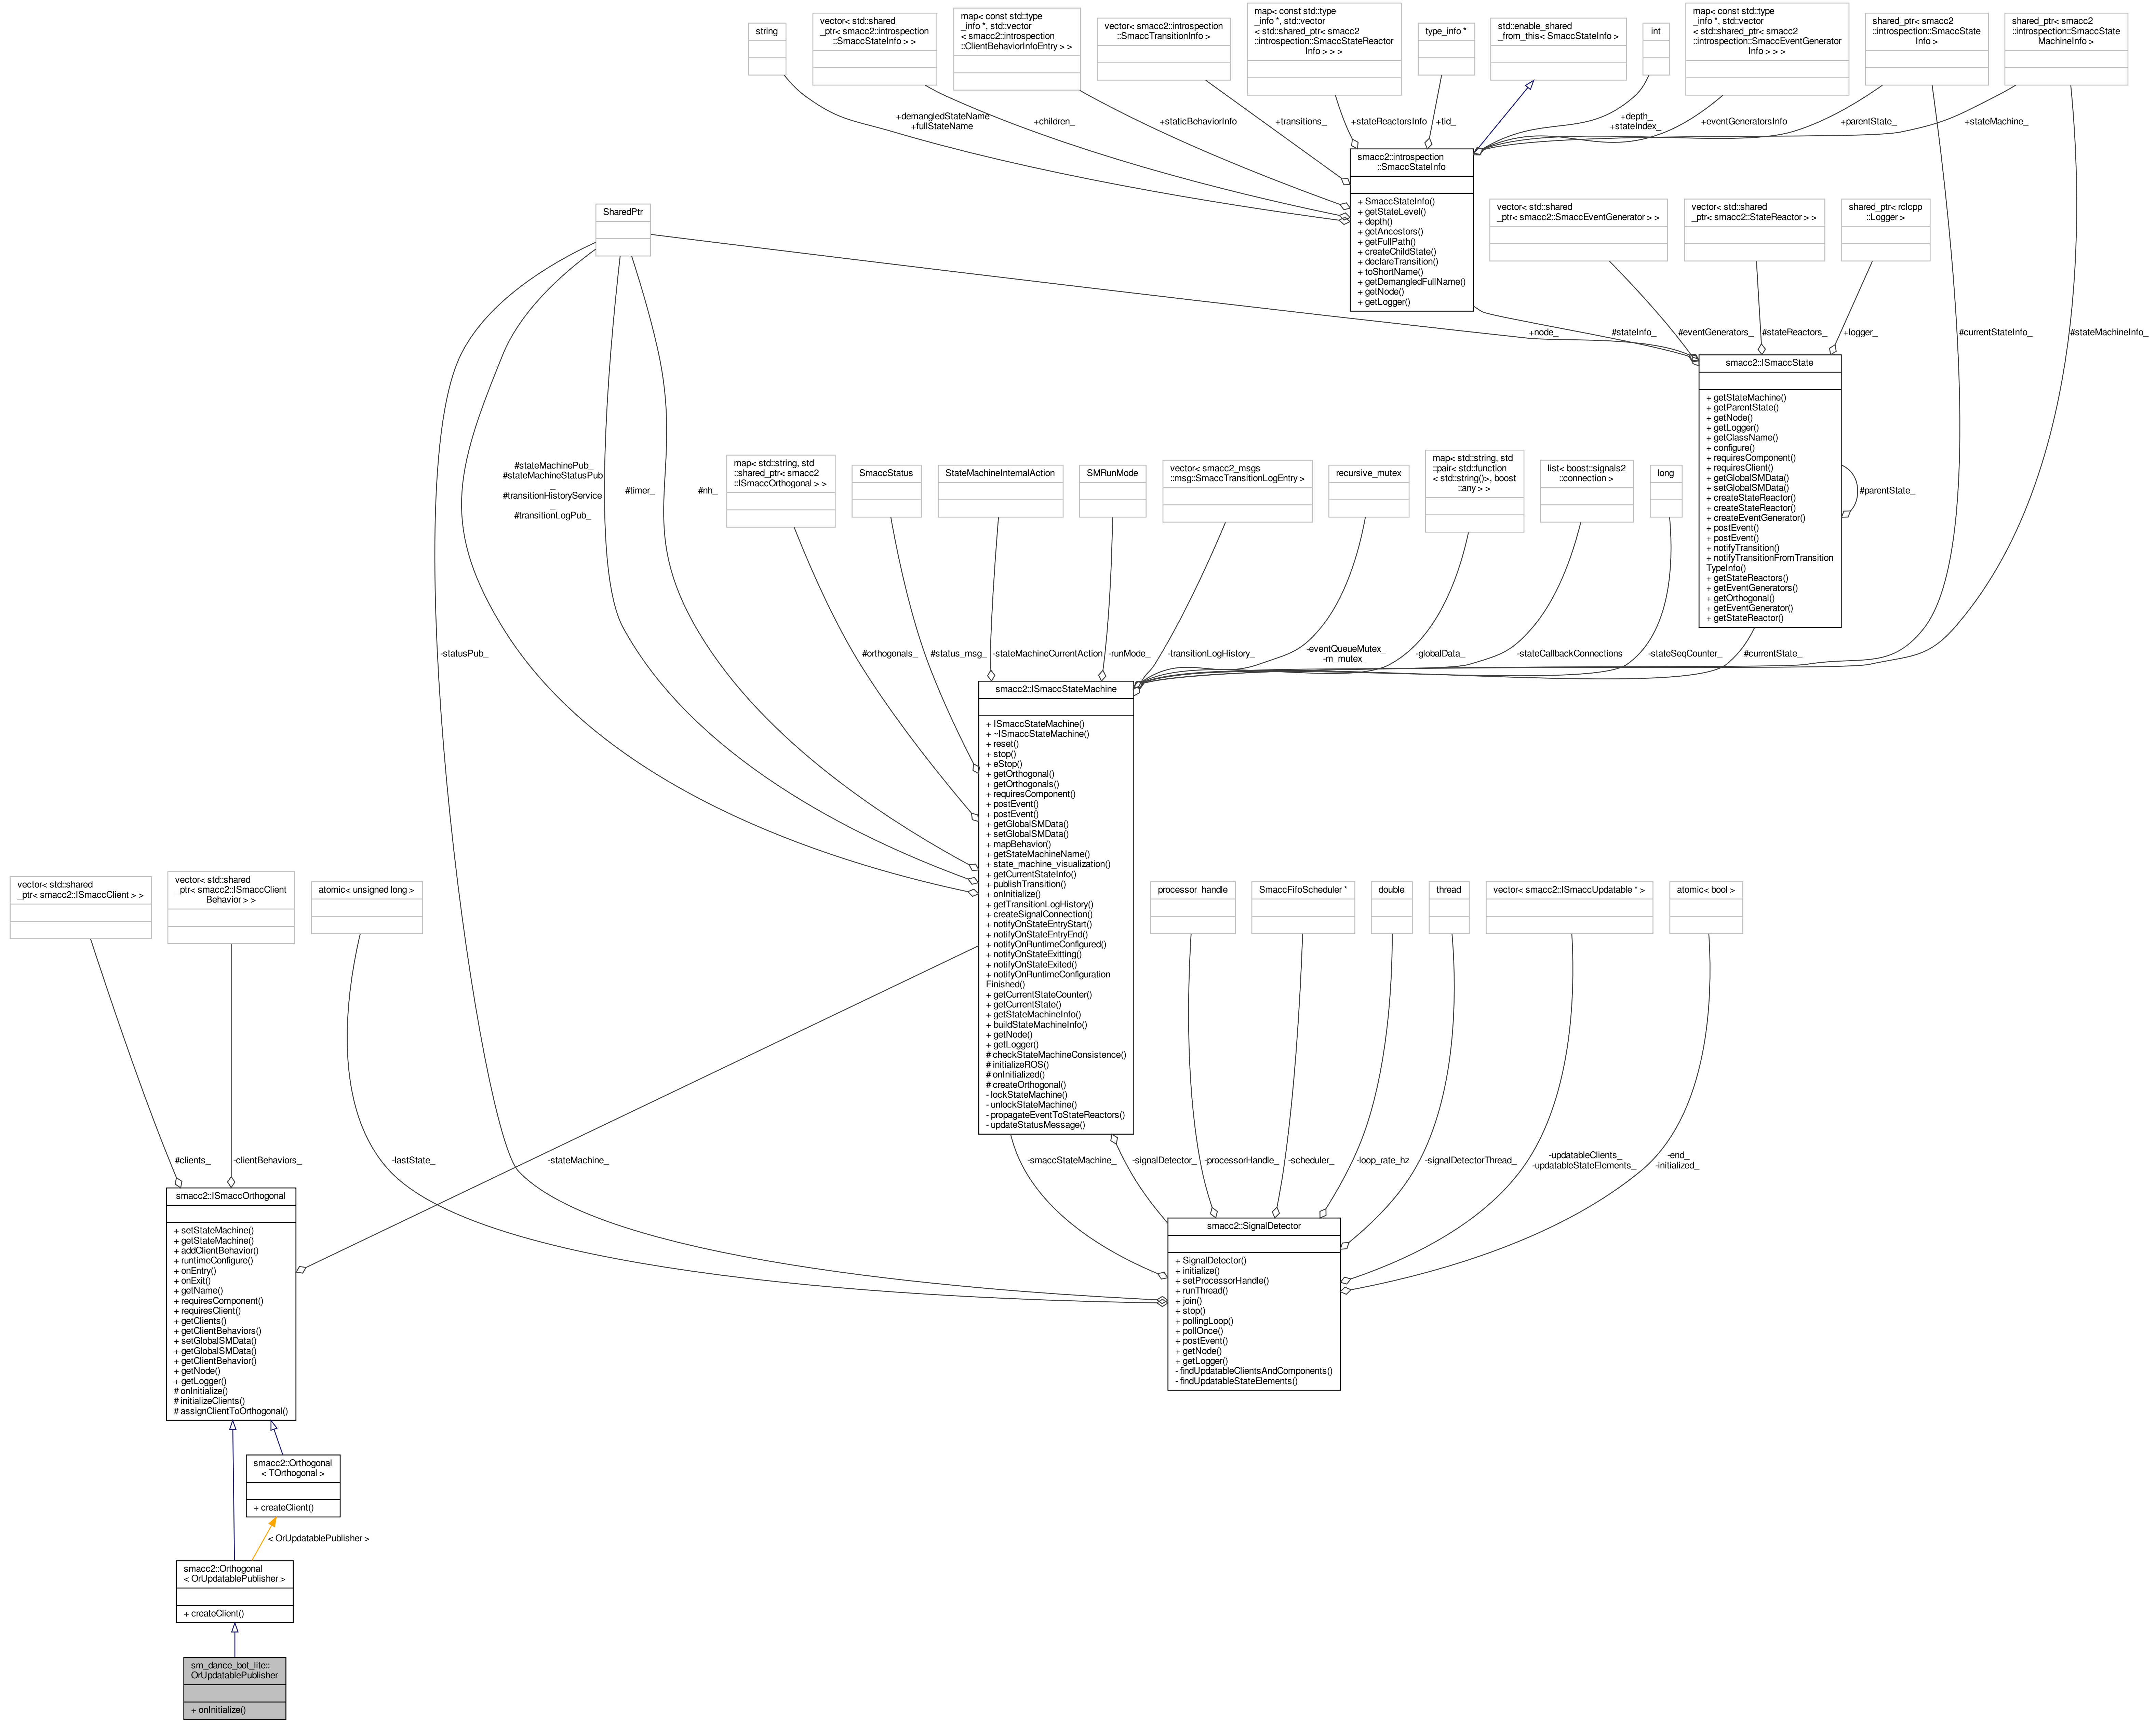 string
vector< std::shared
_ptr< smacc2::introspection
::SmaccStateInfo > >
map< const std::type
_info *, std::vector
< smacc2::introspection
::ClientBehaviorInfoEntry > >
vector< smacc2::introspection
::SmaccTransitionInfo >
map< const std::type
_info *, std::vector
< std::shared_ptr< smacc2
::introspection::SmaccStateReactor
Info > > >
type_info *
std::enable_shared
_from_this< SmaccStateInfo >
int
map< const std::type
_info *, std::vector
< std::shared_ptr< smacc2
::introspection::SmaccEventGenerator
Info > > >
shared_ptr< smacc2
::introspection::SmaccState
Info >
shared_ptr< smacc2
::introspection::SmaccState
MachineInfo >
+demangledStateName
+fullStateName
+children_
+staticBehaviorInfo
+transitions_
+stateReactorsInfo
+tid_
+depth_
+stateIndex_
+eventGeneratorsInfo
+parentState_
+stateMachine_
smacc2::introspection
::SmaccStateInfo
+ SmaccStateInfo()
+ getStateLevel()
+ depth()
+ getAncestors()
+ getFullPath()
+ createChildState()
+ declareTransition()
+ toShortName()
+ getDemangledFullName()
+ getNode()
+ getLogger()
SharedPtr
vector< std::shared
_ptr< smacc2::SmaccEventGenerator > >
vector< std::shared
_ptr< smacc2::StateReactor > >
shared_ptr< rclcpp
::Logger >
+node_
#stateInfo_
#eventGenerators_
#stateReactors_
+logger_
#currentStateInfo_
#stateMachineInfo_
smacc2::ISmaccState
+ getStateMachine()
+ getParentState()
+ getNode()
+ getLogger()
+ getClassName()
+ configure()
+ requiresComponent()
+ requiresClient()
+ getGlobalSMData()
+ setGlobalSMData()
+ createStateReactor()
+ createStateReactor()
+ createEventGenerator()
+ postEvent()
+ postEvent()
+ notifyTransition()
+ notifyTransitionFromTransition
TypeInfo()
+ getStateReactors()
+ getEventGenerators()
+ getOrthogonal()
+ getEventGenerator()
+ getStateReactor()
#parentState_
#stateMachinePub_
#stateMachineStatusPub
_
#transitionHistoryService
_
#transitionLogPub_
#timer_
#nh_
map< std::string, std
::shared_ptr< smacc2
::ISmaccOrthogonal > >
SmaccStatus
StateMachineInternalAction
SMRunMode
vector< smacc2_msgs
::msg::SmaccTransitionLogEntry >
recursive_mutex
map< std::string, std
::pair< std::function
< std::string()>, boost
::any > >
list< boost::signals2
::connection >
long
-statusPub_
#orthogonals_
#status_msg_
-stateMachineCurrentAction
-runMode_
-transitionLogHistory_
-eventQueueMutex_
-m_mutex_
-globalData_
-stateCallbackConnections
-stateSeqCounter_
#currentState_
smacc2::ISmaccStateMachine
+ ISmaccStateMachine()
+ ~ISmaccStateMachine()
+ reset()
+ stop()
+ eStop()
+ getOrthogonal()
+ getOrthogonals()
+ requiresComponent()
+ postEvent()
+ postEvent()
+ getGlobalSMData()
+ setGlobalSMData()
+ mapBehavior()
+ getStateMachineName()
+ state_machine_visualization()
+ getCurrentStateInfo()
+ publishTransition()
+ onInitialize()
+ getTransitionLogHistory()
+ createSignalConnection()
+ notifyOnStateEntryStart()
+ notifyOnStateEntryEnd()
+ notifyOnRuntimeConfigured()
+ notifyOnStateExitting()
+ notifyOnStateExited()
+ notifyOnRuntimeConfiguration
Finished()
+ getCurrentStateCounter()
+ getCurrentState()
+ getStateMachineInfo()
+ buildStateMachineInfo()
+ getNode()
+ getLogger()
# checkStateMachineConsistence()
# initializeROS()
# onInitialized()
# createOrthogonal()
- lockStateMachine()
- unlockStateMachine()
- propagateEventToStateReactors()
- updateStatusMessage()
vector< std::shared
_ptr< smacc2::ISmaccClient > >
vector< std::shared
_ptr< smacc2::ISmaccClient
Behavior > >
atomic< unsigned long >
processor_handle
SmaccFifoScheduler *
double
thread
vector< smacc2::ISmaccUpdatable * >
atomic< bool >
#clients_
-clientBehaviors_
-lastState_
-stateMachine_
-smaccStateMachine_
-signalDetector_
-processorHandle_
-scheduler_
-loop_rate_hz
-signalDetectorThread_
-updatableClients_
-updatableStateElements_
-end_
-initialized_
smacc2::ISmaccOrthogonal
+ setStateMachine()
+ getStateMachine()
+ addClientBehavior()
+ runtimeConfigure()
+ onEntry()
+ onExit()
+ getName()
+ requiresComponent()
+ requiresClient()
+ getClients()
+ getClientBehaviors()
+ setGlobalSMData()
+ getGlobalSMData()
+ getClientBehavior()
+ getNode()
+ getLogger()
# onInitialize()
# initializeClients()
# assignClientToOrthogonal()
smacc2::SignalDetector
+ SignalDetector()
+ initialize()
+ setProcessorHandle()
+ runThread()
+ join()
+ stop()
+ pollingLoop()
+ pollOnce()
+ postEvent()
+ getNode()
+ getLogger()
- findUpdatableClientsAndComponents()
- findUpdatableStateElements()
smacc2::Orthogonal
< TOrthogonal >
+ createClient()
< OrUpdatablePublisher >
smacc2::Orthogonal
< OrUpdatablePublisher >
+ createClient()
sm_dance_bot_lite::
OrUpdatablePublisher
+ onInitialize()